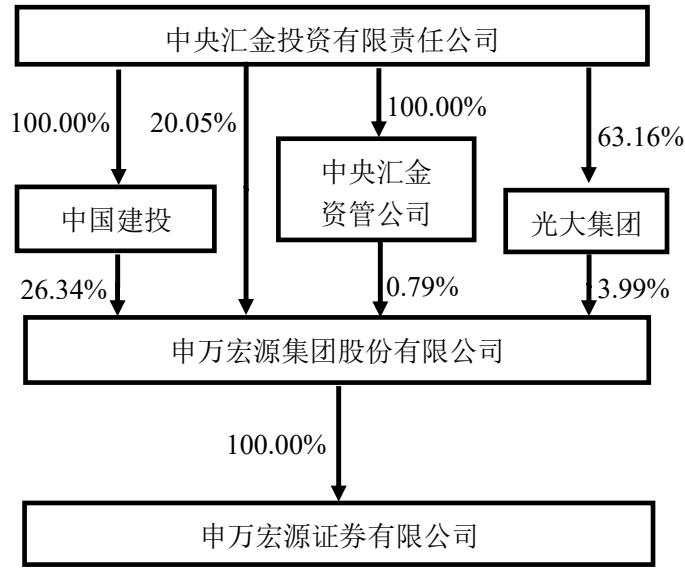 中央汇金投资有限责任公司
100.00%
20.05%
100.00%
63.16%
中国建投
中央汇金
资管公司
光大集团
26.34%
0.79%
3.99%
申万宏源集团股份有限公司
100.00%
申万宏源证券有限公司